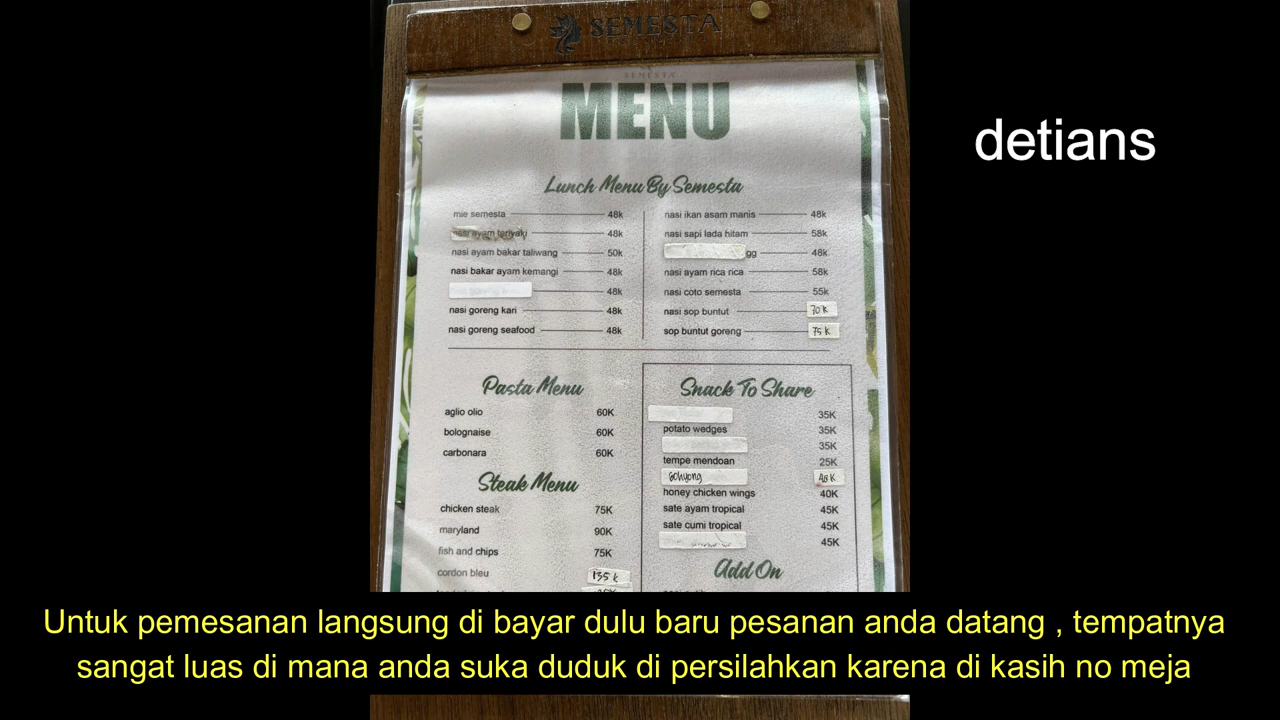 SEMESTA
SEMESTA
MENU
detians
Lunch Menu By Semesta
mie semesta 48k
nasi ayam teriyaki 48k
nasi ayam bakar taliwang 50k
nasi bakar ayam kemangi 48k
48k
nasi goreng kari 48k
nasi goreng seafood 48k
nasi ikan asam manis 48k
nasi sapi lada hitam 58k
gg 48k
nasi ayam rica rica 58k
nasi coto semesta 55k
nasi sop buntut 70 k
sop buntut goreng 75 k
Pasta Menu
aglio olio 60K
bolognaise 60K
carbonara 60K
Steak Menu
chicken steak 75K
maryland 90K
fish and chips 75K
cordon bleu 135 k
Snack To Share
35K
potato wedges 35K
35K
tempe mendoan 25K
Gohyong 48 K
honey chicken wings 40K
sate ayam tropical 45K
sate cumi tropical 45K
45K
Add On
Untuk pemesanan langsung di bayar dulu baru pesanan anda datang , tempatnya
sangat luas di mana anda suka duduk di persilahkan karena di kasih no meja